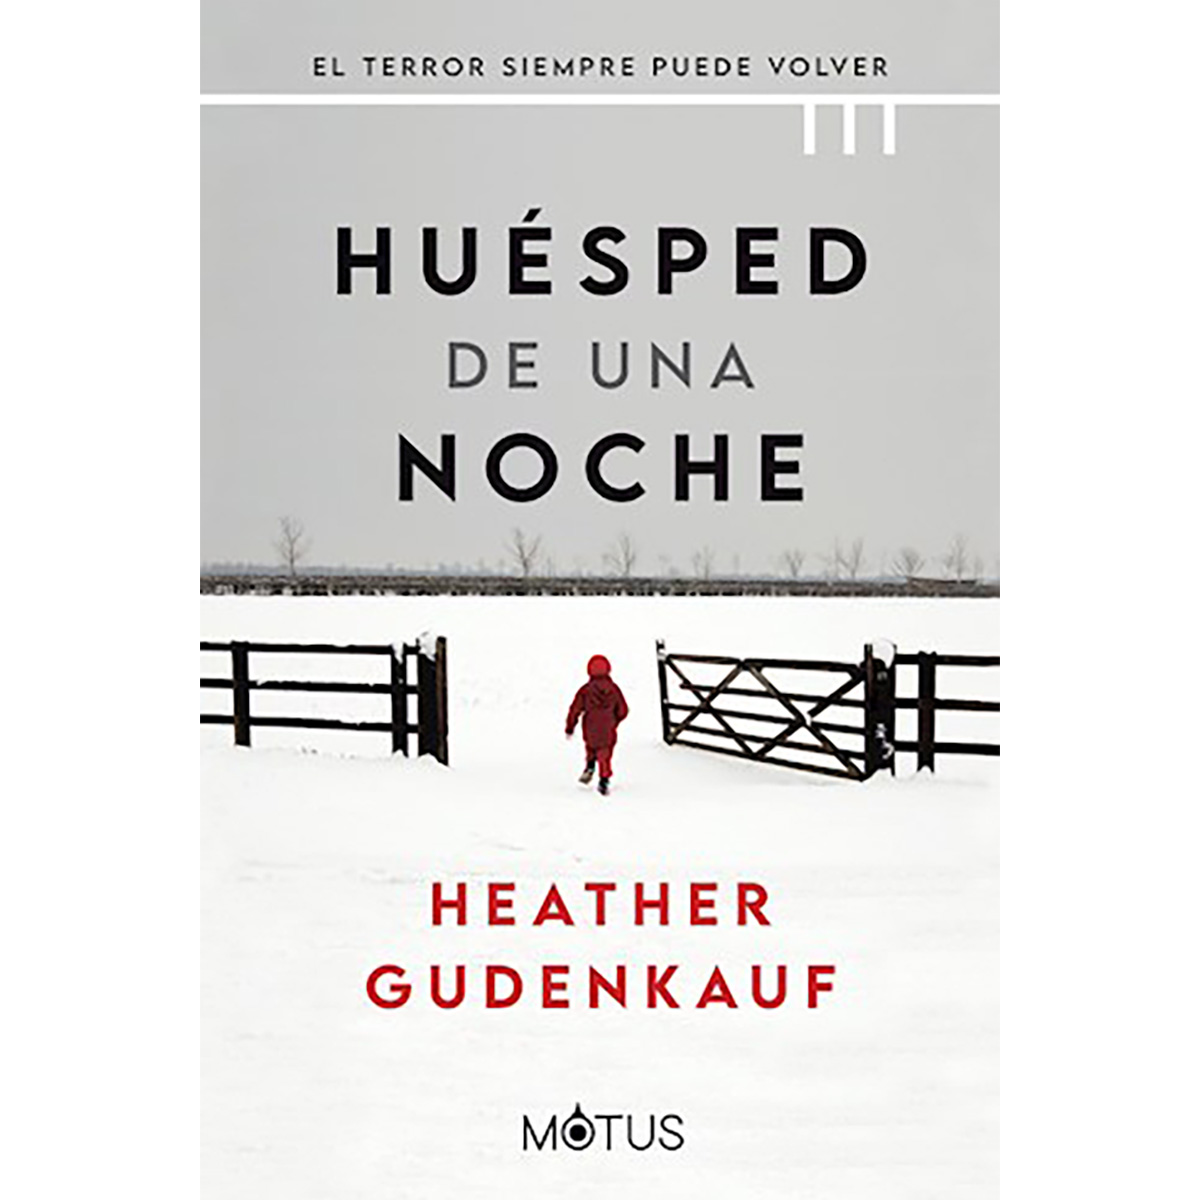 EL TERROR SIEMPRE PUEDE VOLVER
HUÉSPED
DE UNA
NOCHE
HEATHER
GUDENKAUF
MOTUS